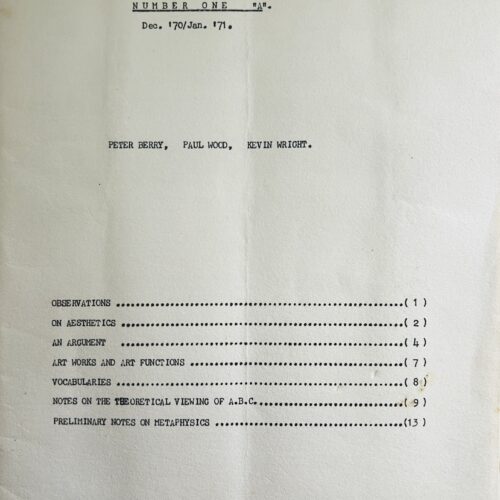 NUMBER ONE "A".
Dec. '70/Jan. '71.
PETER BERRY, PAUL WOOD, KEVIN WRIGHT.
OBSERVATIONS ................................................................( 1 )
ON AESTHETICS ..............................................................( 2 )
AN ARGUMENT ..............................................................( 4 )
ART WORKS AND ART FUNCTIONS ................................................( 7 )
VOCABULARIES ...............................................................( 8 )
NOTES ON THE THEORETICAL VIEWING OF A.B.C. .................................( 9 )
PRELIMINARY NOTES ON METAPHYSICS ...........................................(13 )